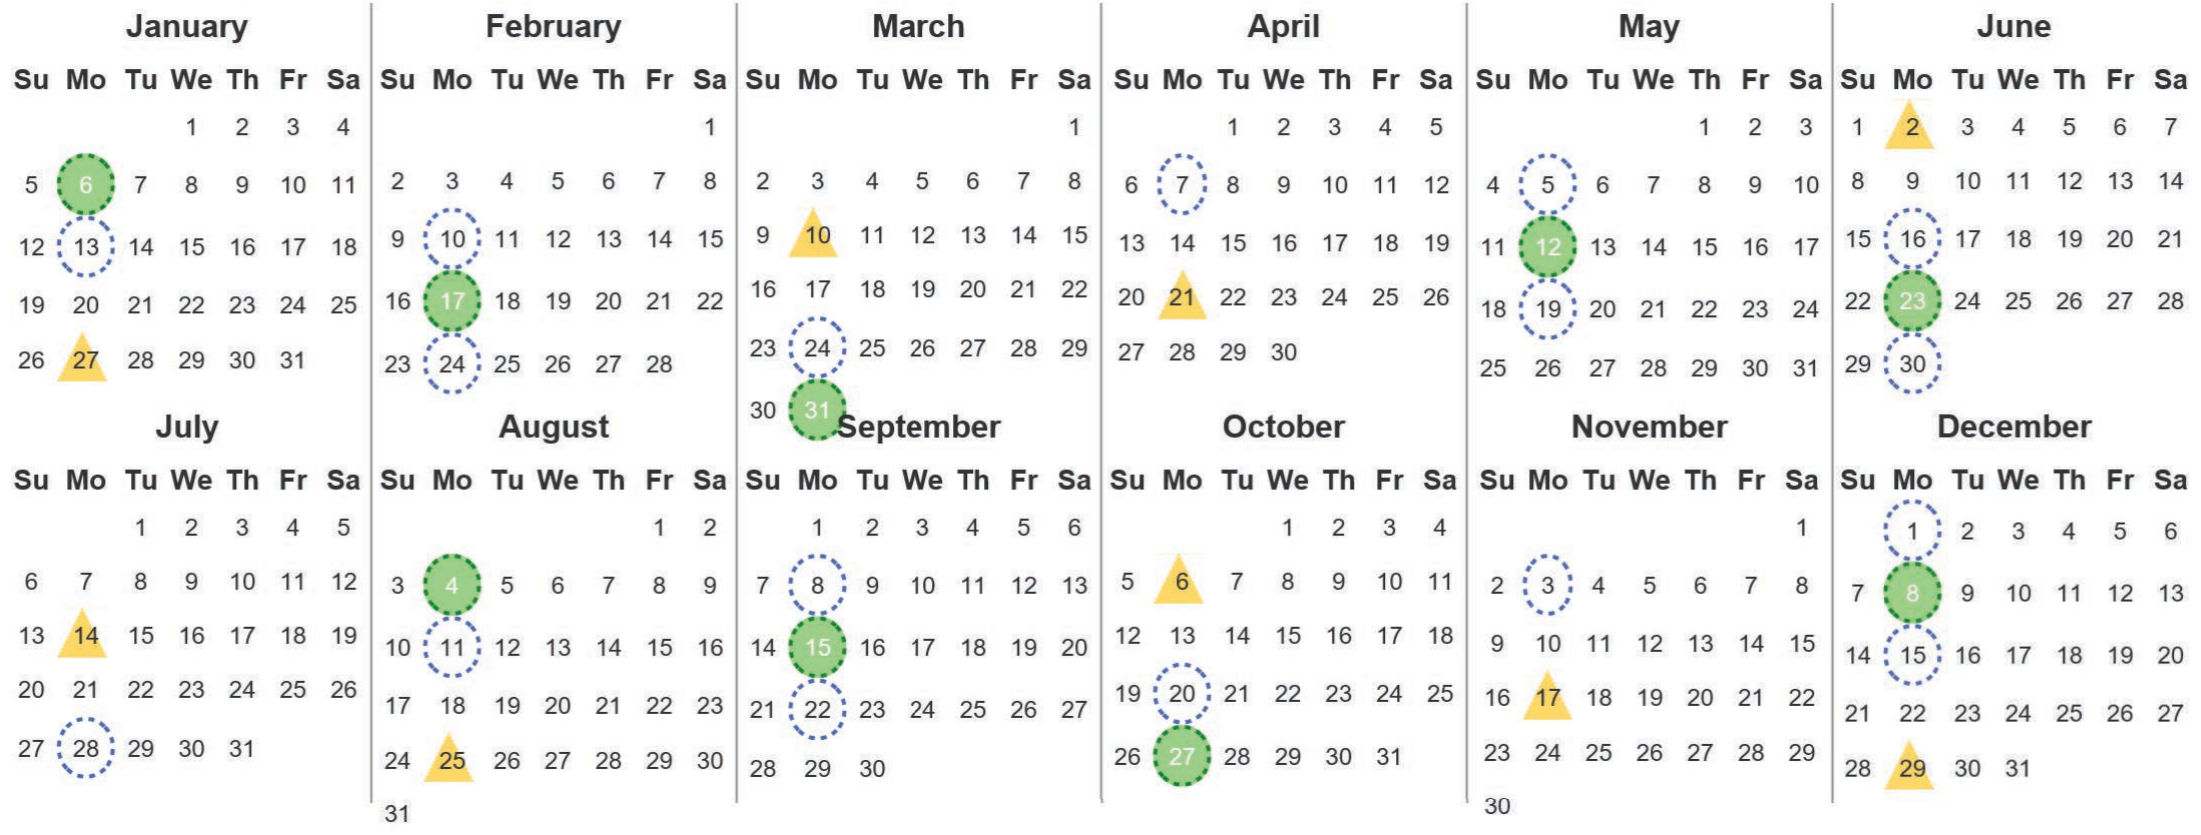 January February March April May June
Su Mo Tu We Th Fr Sa Su Mo Tu We Th Fr Sa Su Mo Tu We Th Fr Sa Su Mo Tu We Th Fr Sa Su Mo Tu We Th Fr Sa Su Mo Tu We Th Fr Sa
1 2 3 4 1 1 1 2 3 4 5 1 2 3 1 2 3 4 5 6 7
5 6 7 8 9 10 11 2 3 4 5 6 7 8 2 3 4 5 6 7 8 6 7 8 9 10 11 12 4 5 6 7 8 9 10 8 9 10 11 12 13 14
12 13 14 15 16 17 18 9 10 11 12 13 14 15 9 10 11 12 13 14 15 13 14 15 16 17 18 19 11 12 13 14 15 16 17 15 16 17 18 19 20 21
19 20 21 22 23 24 25 16 17 18 19 20 21 22 16 17 18 19 20 21 22 20 21 22 23 24 25 26 18 19 20 21 22 23 24 22 23 24 25 26 27 28
26 27 28 29 30 31 23 24 25 26 27 28 23 24 25 26 27 28 29 27 28 29 30 25 26 27 28 29 30 31 29 30
30 31
July August September October November December
Su Mo Tu We Th Fr Sa Su Mo Tu We Th Fr Sa Su Mo Tu We Th Fr Sa Su Mo Tu We Th Fr Sa Su Mo Tu We Th Fr Sa Su Mo Tu We Th Fr Sa
1 2 3 4 5 1 2 1 2 3 4 5 6 1 2 3 4 1 1 2 3 4 5 6
6 7 8 9 10 11 12 3 4 5 6 7 8 9 7 8 9 10 11 12 13 5 6 7 8 9 10 11 2 3 4 5 6 7 8 7 8 9 10 11 12 13
13 14 15 16 17 18 19 10 11 12 13 14 15 16 14 15 16 17 18 19 20 12 13 14 15 16 17 18 9 10 11 12 13 14 15 14 15 16 17 18 19 20
20 21 22 23 24 25 26 17 18 19 20 21 22 23 21 22 23 24 25 26 27 19 20 21 22 23 24 25 16 17 18 19 20 21 22 21 22 23 24 25 26 27
27 28 29 30 31 24 25 26 27 28 29 30 28 29 30 26 27 28 29 30 31 23 24 25 26 27 28 29 28 29 30 31
31 30